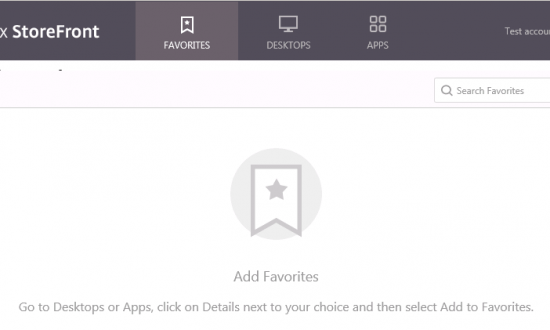 x StoreFront
FAVORITES
DESKTOPS
APPS
Test accou
Search Favorites
Add Favorites
Go to Desktops or Apps, click on Details next to your choice and then select Add to Favorites.